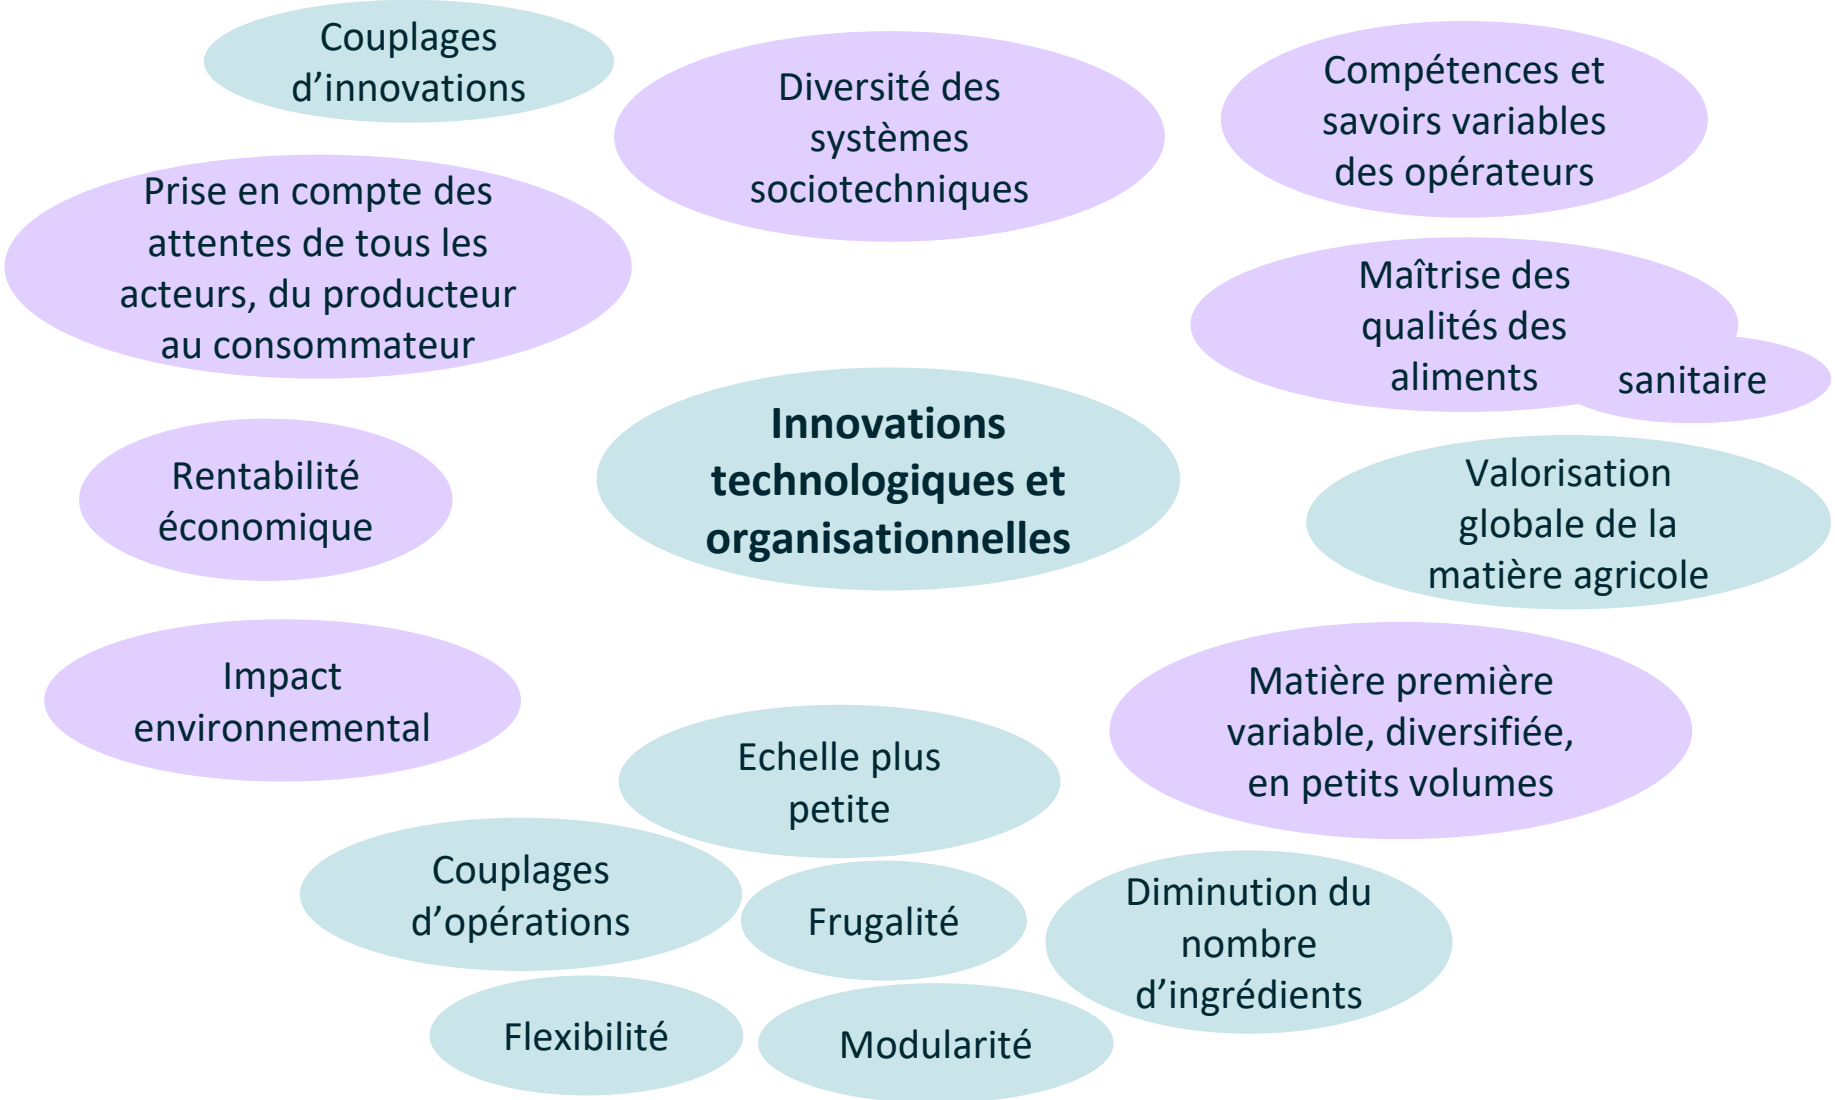 Couplages
d’innovations
Diversité des
systèmes
sociotechniques
Compétences et
savoirs variables
des opérateurs
Prise en compte des
attentes de tous les
acteurs, du producteur
au consommateur
Maîtrise des
qualités des
aliments
sanitaire
Innovations
technologiques et
organisationnelles
Rentabilité
économique
Valorisation
globale de la
matière agricole
Impact
environnemental
Matière première
variable, diversifiée,
en petits volumes
Echelle plus
petite
Couplages
d’opérations
Frugalité
Diminution du
nombre
d’ingrédients
Flexibilité
Modularité